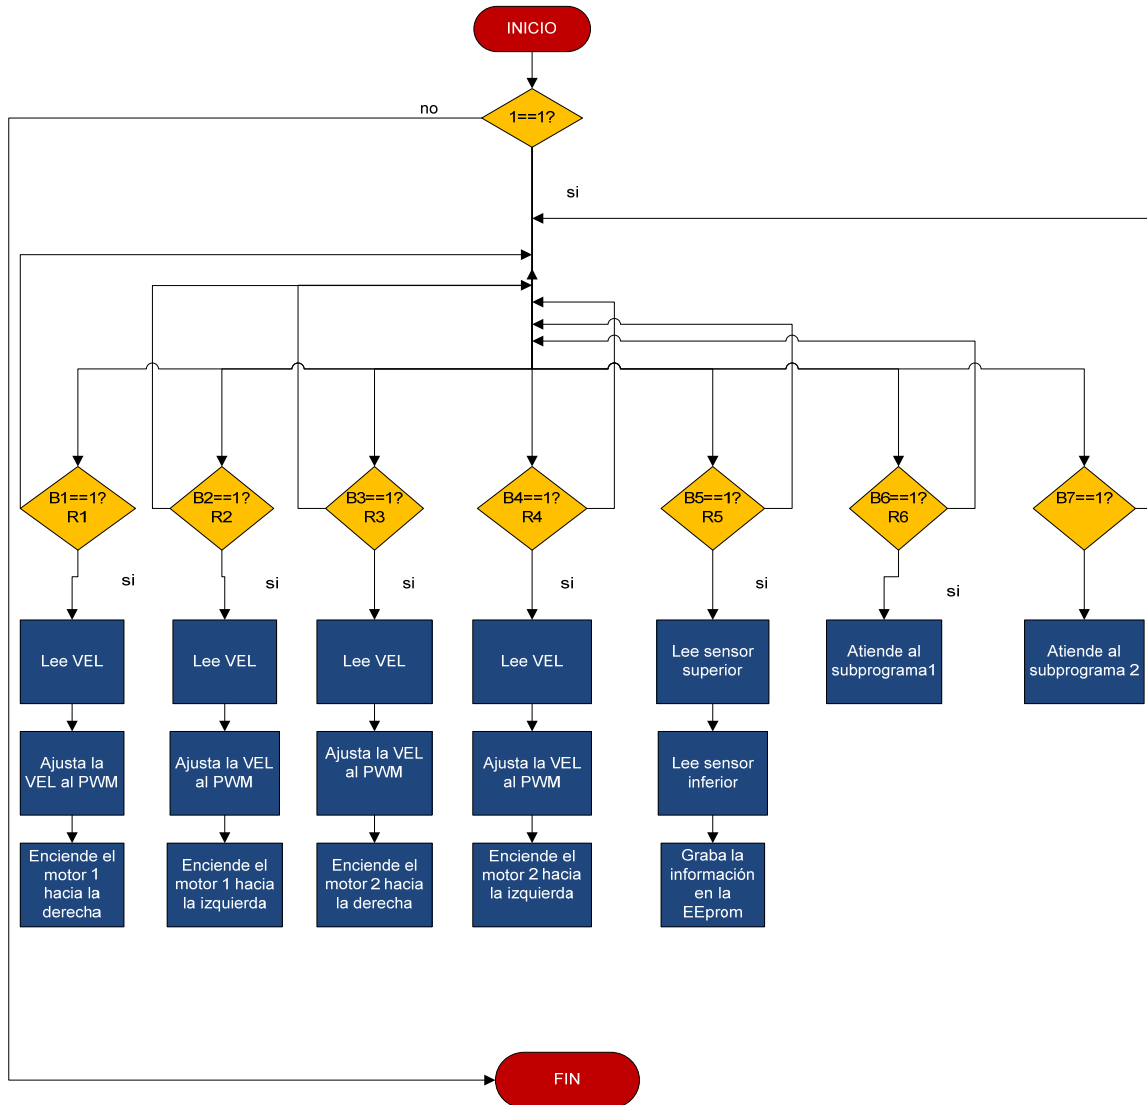 INICIO
1==1?
no
si
B1==1?
R1
B2==1?
R2
B3==1?
R3
B4==1?
R4
B5==1?
R5
B6==1?
R6
B7==1?
si
si
si
si
si
si
Lee VEL
Lee VEL
Lee VEL
Lee VEL
Lee sensor
superior
Atiende al
subprograma1
Atiende al
subprograma 2
Ajusta la
VEL al PWM
Ajusta la VEL
al PWM
Ajusta la VEL
al PWM
Ajusta la VEL
al PWM
Lee sensor
inferior
Enciende el
motor 1
hacia la
derecha
Enciende el
motor 1 hacia
la izquierda
Enciende el
motor 2 hacia
la derecha
Enciende el
motor 2 hacia
la izquierda
Graba la
información
en la
EEprom
FIN